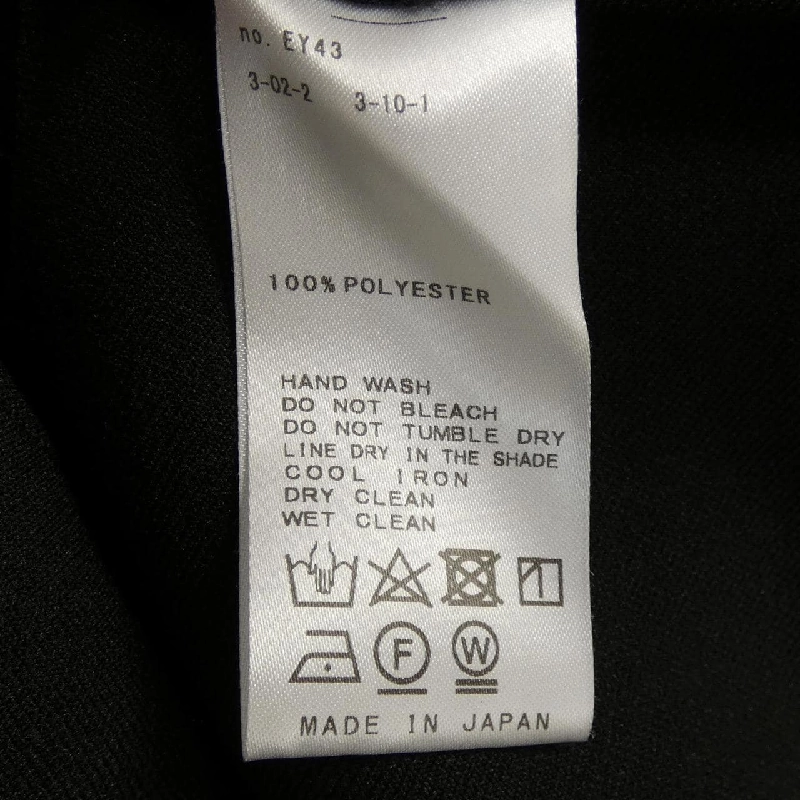 no. EY43
3-02-2 3-10-1
100% POLYESTER
HAND WASH
DO NOT BLEACH
DO NOT TUMBLE DRY
LINE DRY IN THE SHADE
COOL IRON
DRY CLEAN
WET CLEAN
F W
MADE IN JAPAN